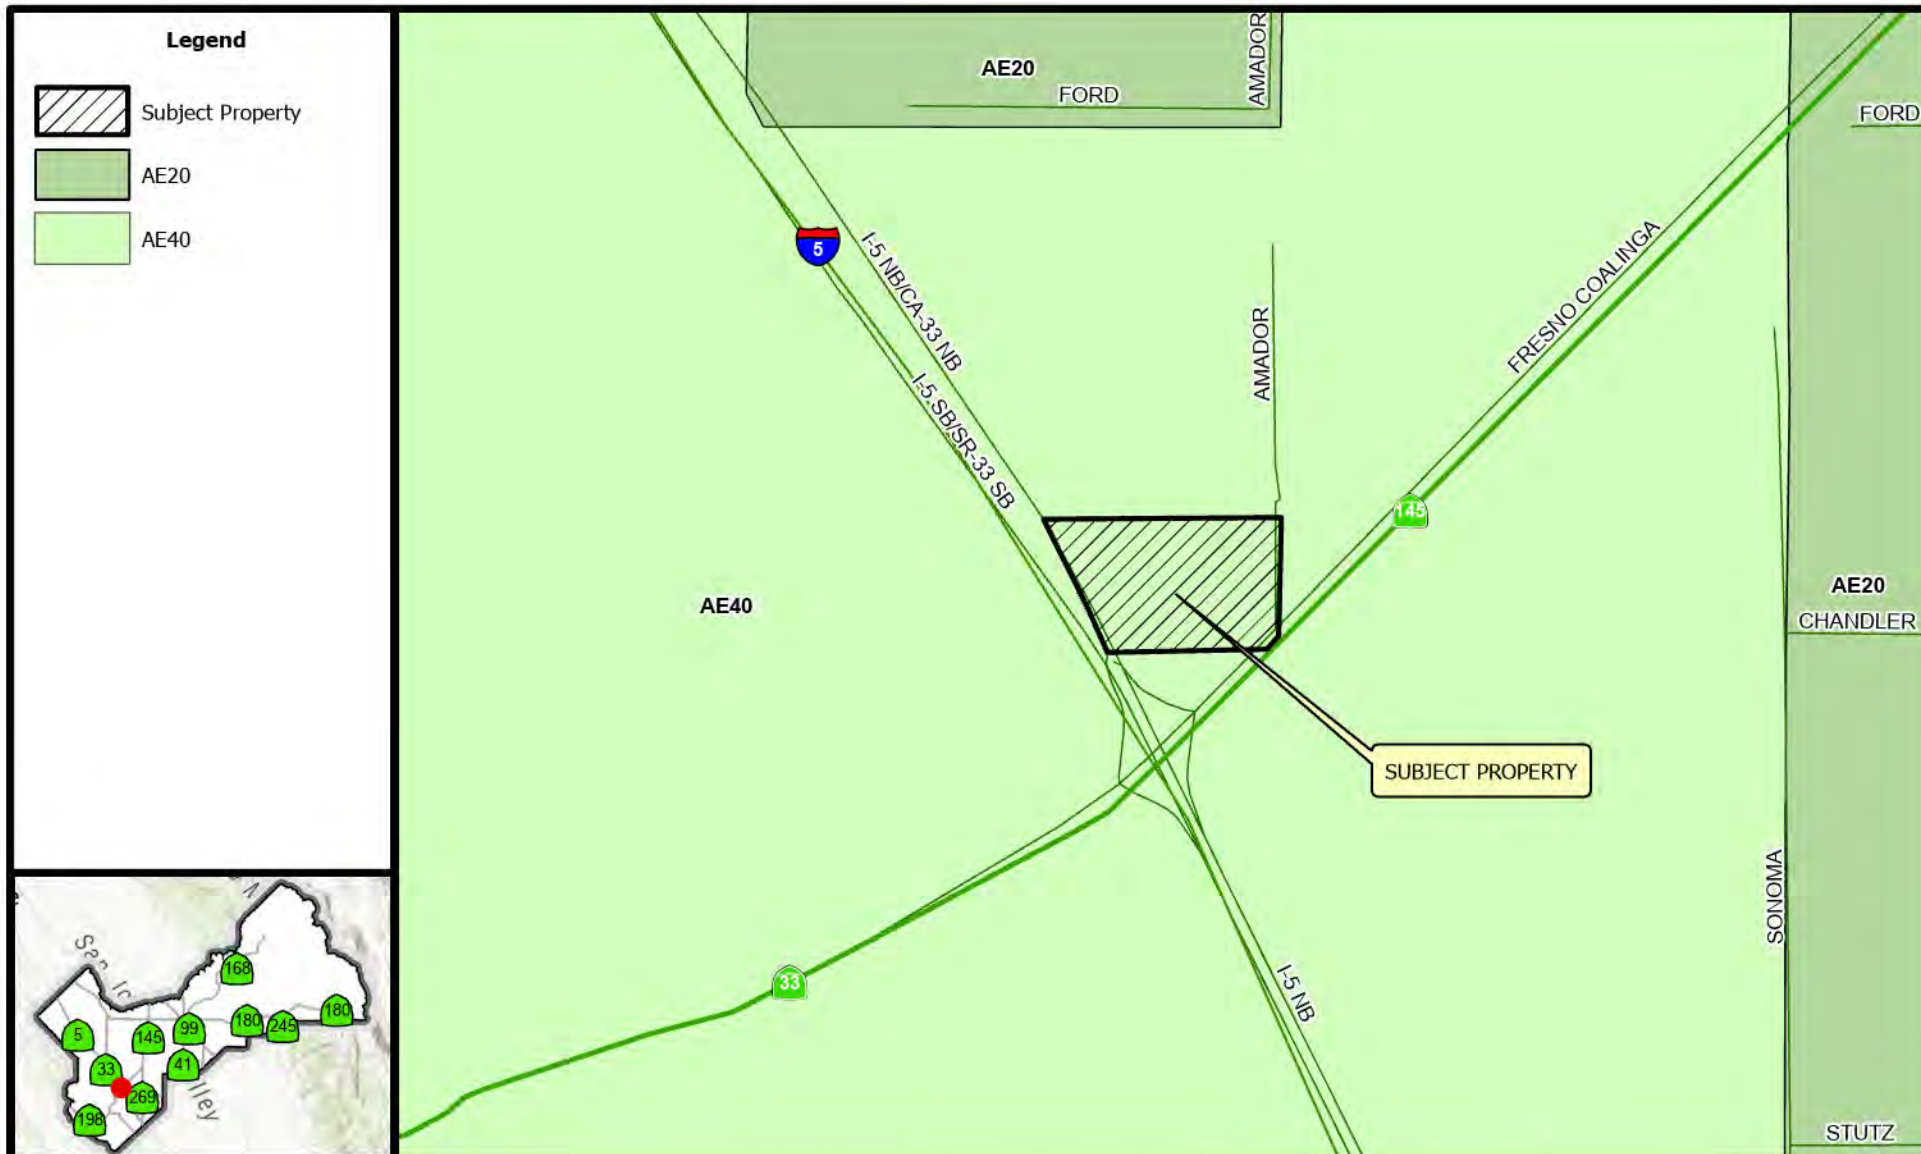 Legend
Subject Property
AE20
AE40
AE20
FORD
AMADOR
FORD
5
I-5 NB/CA-33 NB
I-5 SB/SR-33 SB
AMADOR
FRESNO COALINGA
145
AE40
AE20
CHANDLER
SUBJECT PROPERTY
SONOMA
33
I-5 NB
STUTZ
168
180
180
245
99
145
5
41
33
269
198
lley